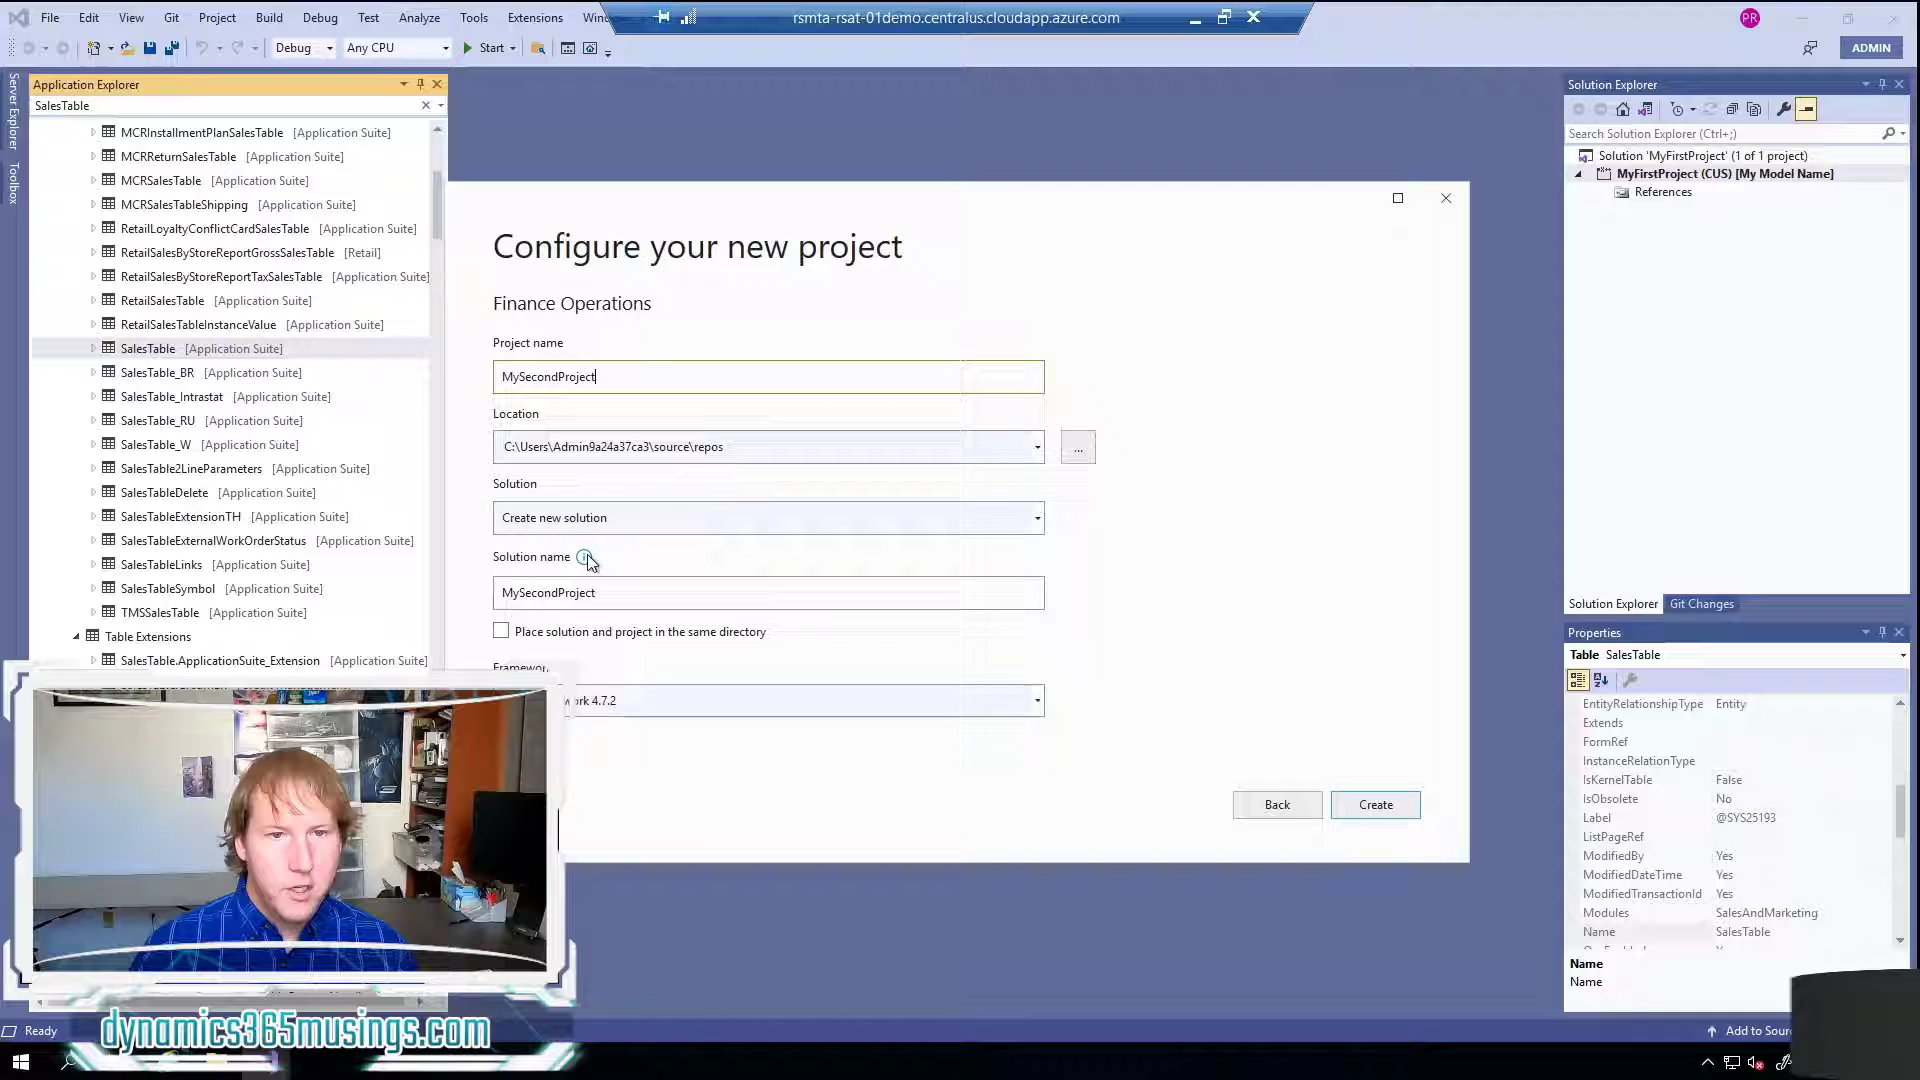 File Edit View Git Project Build Debug Test Analyze Tools Extensions
rsmta-rsat-01demo.centralus.cloudapp.azure.com
PR
Debug Any CPU Start
ADMIN
Server Explorer
Toolbox
Application Explorer
SalesTable
MCRInstallmentPlanSalesTable [Application Suite]
MCRReturnSalesTable [Application Suite]
MCRSalesTable [Application Suite]
MCRSalesTableShipping [Application Suite]
RetailLoyaltyConflictCardSalesTable [Application Suite]
RetailSalesByStoreReportGrossSalesTable [Retail]
RetailSalesByStoreReportTaxSalesTable [Application Suite]
RetailSalesTable [Application Suite]
RetailSalesTableInstanceValue [Application Suite]
SalesTable [Application Suite]
SalesTable_BR [Application Suite]
SalesTable_Intrastat [Application Suite]
SalesTable_RU [Application Suite]
SalesTable_W [Application Suite]
SalesTable2LineParameters [Application Suite]
SalesTableDelete [Application Suite]
SalesTableExtensionTH [Application Suite]
SalesTableExternalWorkOrderStatus [Application Suite]
SalesTableLinks [Application Suite]
SalesTableSymbol [Application Suite]
TMSSalesTable [Application Suite]
Table Extensions
SalesTable.ApplicationSuite_Extension [Application Suite]
Configure your new project
Finance Operations
Project name
MySecondProject
Location
C:\Users\Admin9a24a37ca3\source\repos
...
Solution
Create new solution
Solution name
MySecondProject
Place solution and project in the same directory
Framework
4.7.2
Back Create
Solution Explorer
Search Solution Explorer (Ctrl+;)
Solution 'MyFirstProject' (1 of 1 project)
MyFirstProject (CUS) [My Model Name]
References
Solution Explorer Git Changes
Properties
Table SalesTable
EntityRelationshipType Entity
Extends
FormRef
InstanceRelationType
IsKernelTable False
IsObsolete No
Label @SYS25193
ListPageRef
ModifiedBy Yes
ModifiedDateTime Yes
ModifiedTransactionId Yes
Modules SalesAndMarketing
Name SalesTable
Name
Name
dynamics365musings.com
Ready
Add to